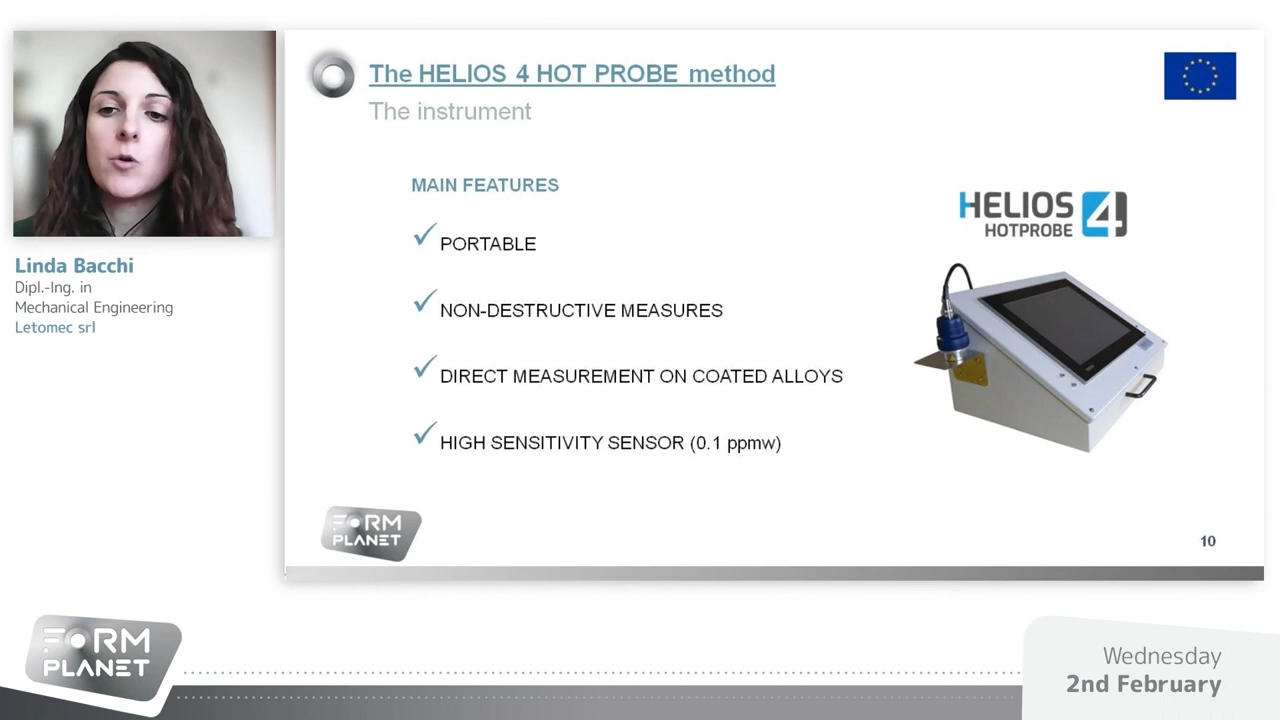 The HELIOS 4 HOT PROBE method
The instrument
MAIN FEATURES
PORTABLE
NON-DESTRUCTIVE MEASURES
DIRECT MEASUREMENT ON COATED ALLOYS
HIGH SENSITIVITY SENSOR (0.1 ppmw)
HELIOS 4
HOTPROBE
FORM
PLANET
10
Linda Bacchi
Dipl.-Ing. in
Mechanical Engineering
Letomec srl
FORM
PLANET
Wednesday
2nd February